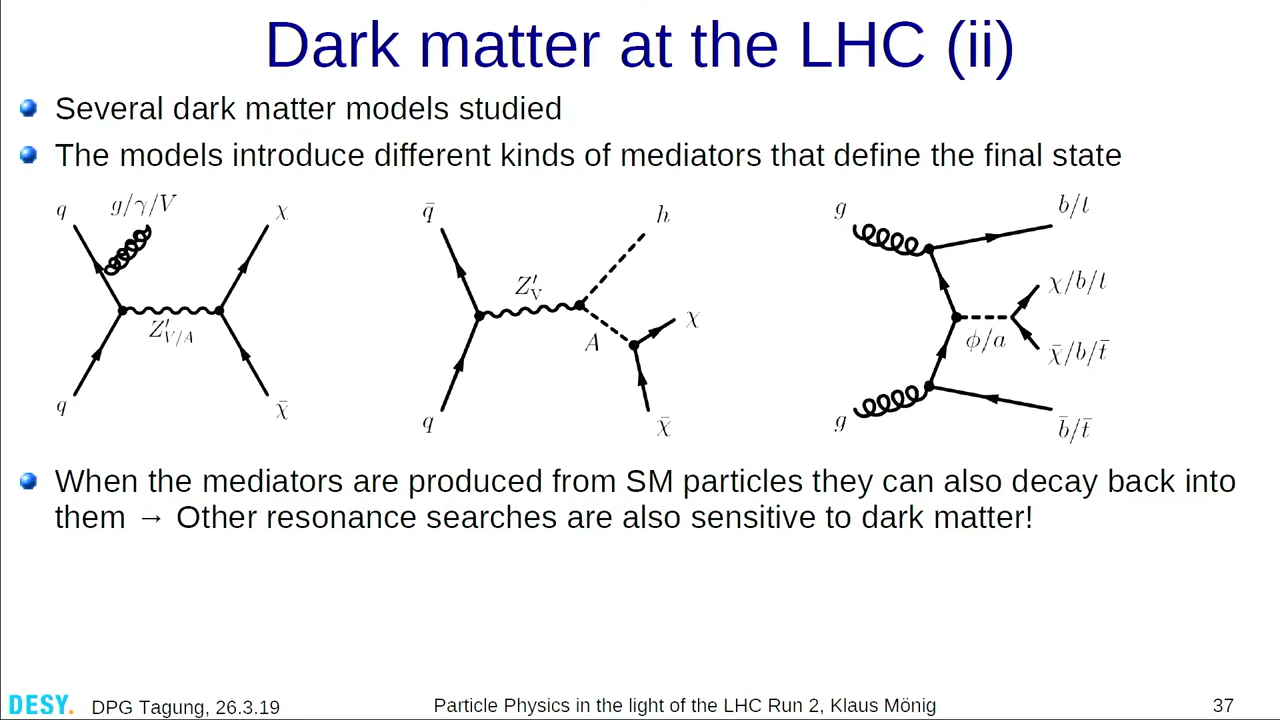 Dark matter at the LHC (ii)
Several dark matter models studied
The models introduce different kinds of mediators that define the final state
q
g/γ/V
χ
Z′V/A
q
χ̄
q̄
h
Z′V
χ
A
q
χ̄
g
b/t
χ/b/t
ϕ/a
χ̄/b/t̄
g
b̄/t̄
When the mediators are produced from SM particles they can also decay back into
them → Other resonance searches are also sensitive to dark matter!
DESY.
DPG Tagung, 26.3.19
Particle Physics in the light of the LHC Run 2, Klaus Mönig
37